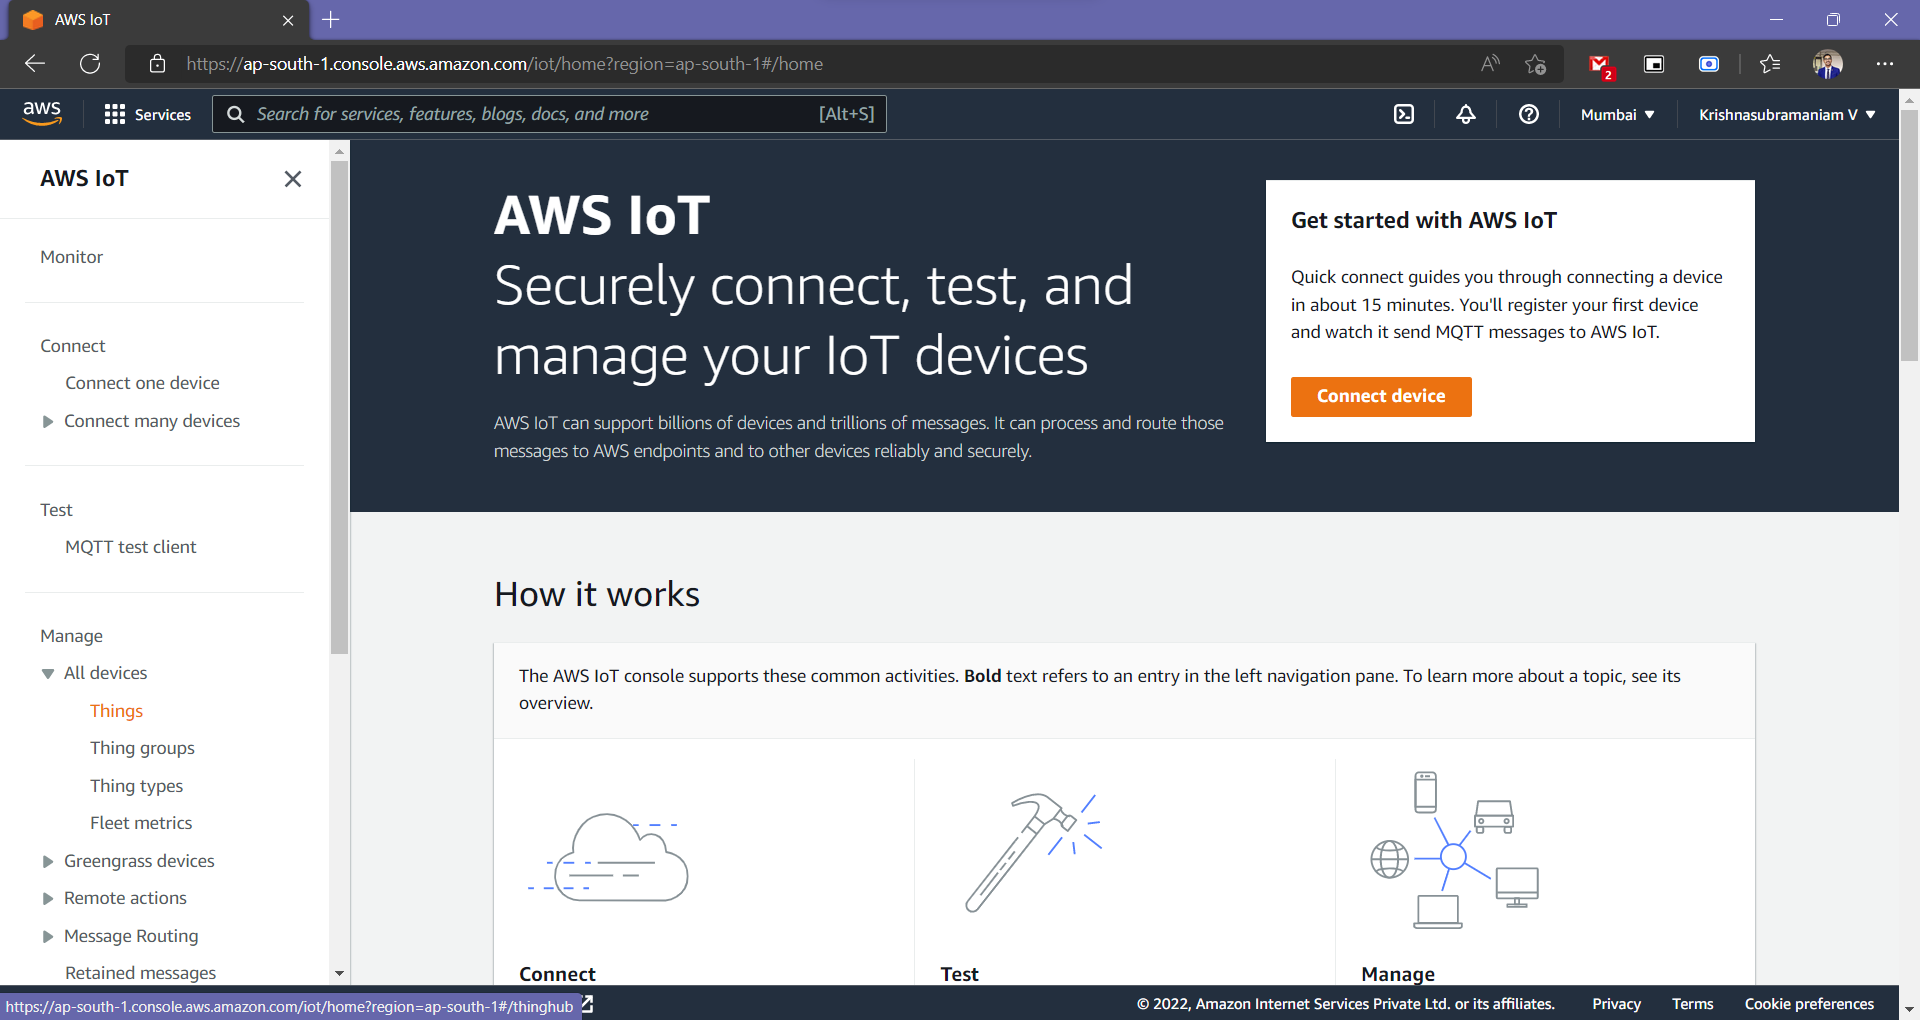 AWS IoT
https://ap-south-1.console.aws.amazon.com/iot/home?region=ap-south-1#/home
2
aws
Services
Search for services, features, blogs, docs, and more [Alt+S]
Mumbai
Krishnasubramaniam V
AWS IoT
Monitor
Connect
Connect one device
Connect many devices
Test
MQTT test client
Manage
All devices
Things
Thing groups
Thing types
Fleet metrics
Greengrass devices
Remote actions
Message Routing
Retained messages
AWS IoT
Securely connect, test, and
manage your IoT devices
AWS IoT can support billions of devices and trillions of messages. It can process and route those
messages to AWS endpoints and to other devices reliably and securely.
Get started with AWS IoT
Quick connect guides you through connecting a device
in about 15 minutes. You'll register your first device
and watch it send MQTT messages to AWS IoT.
Connect device
How it works
The AWS IoT console supports these common activities. Bold text refers to an entry in the left navigation pane. To learn more about a topic, see its
overview.
Connect
Test
Manage
https://ap-south-1.console.aws.amazon.com/iot/home?region=ap-south-1#/thinghub
© 2022, Amazon Internet Services Private Ltd. or its affiliates.
Privacy
Terms
Cookie preferences